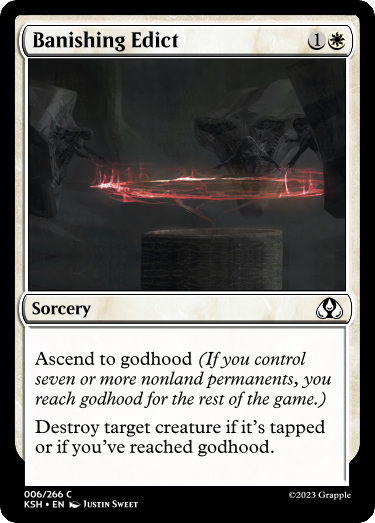 Banishing Edict 1
Sorcery
Ascend to godhood (If you control
seven or more nonland permanents, you
reach godhood for the rest of the game.)
Destroy target creature if it's tapped
or if you've reached godhood.
006/266 C
KSH • EN Justin Sweet
©2023 Grapple